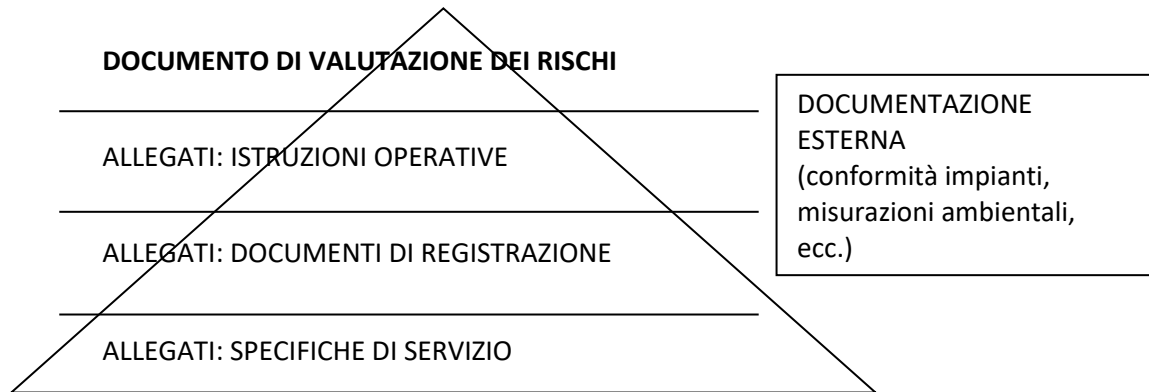 DOCUMENTO DI VALUTAZIONE DEI RISCHI
ALLEGATI: ISTRUZIONI OPERATIVE
ALLEGATI: DOCUMENTI DI REGISTRAZIONE
ALLEGATI: SPECIFICHE DI SERVIZIO
DOCUMENTAZIONE
ESTERNA
(conformità impianti,
misurazioni ambientali,
ecc.)